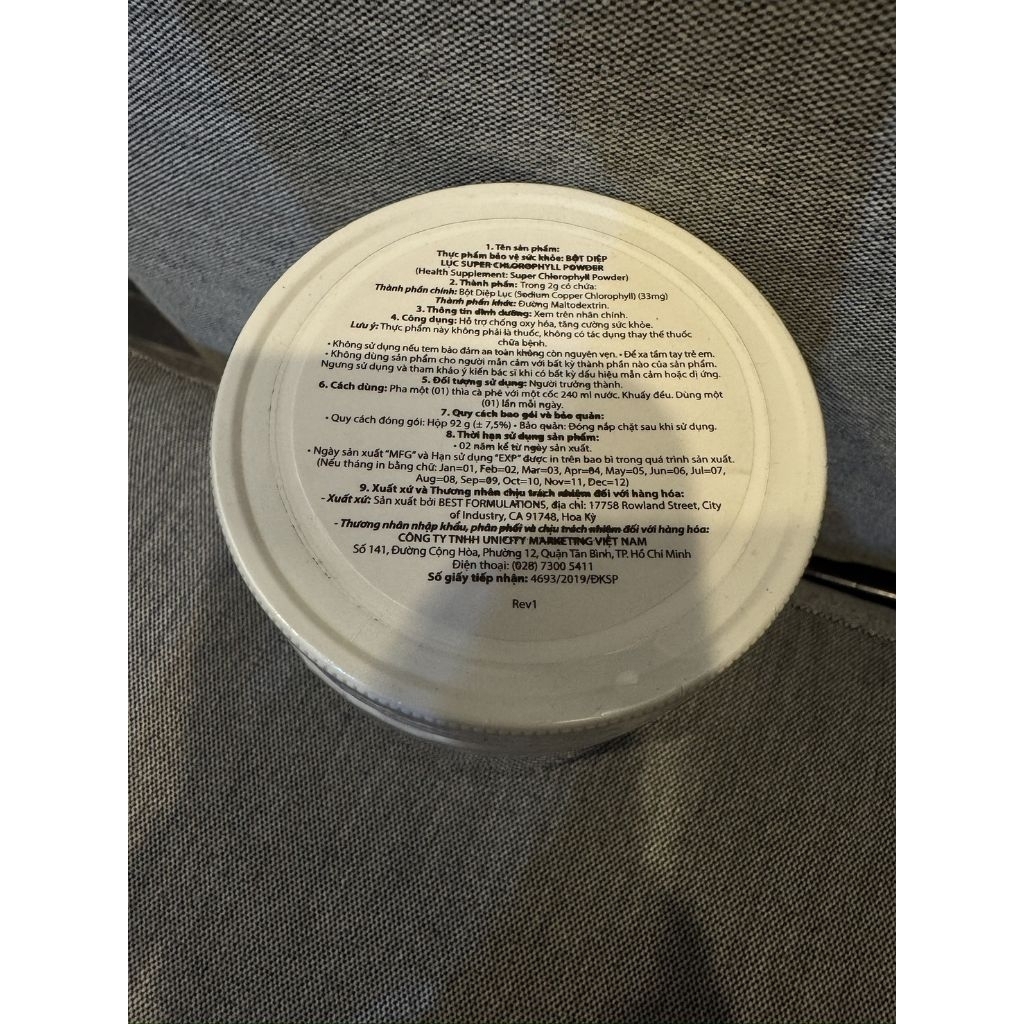 1. Tên sản phẩm:
Thực phẩm bảo vệ sức khỏe: BỘT DIỆP
LỤC SUPER CHLOROPHYLL POWDER
(Health Supplement: Super Chlorophyll Powder)
2. Thành phần: Trong 2g có chứa:
Thành phần chính: Bột Diệp Lục (Sodium Copper Chlorophyll) (33mg)
Thành phần khác: Đường Maltodextrin.
3. Thông tin dinh dưỡng: Xem trên nhãn chính.
4. Công dụng: Hỗ trợ chống oxy hóa, tăng cường sức khỏe.
Lưu ý: Thực phẩm này không phải là thuốc, không có tác dụng thay thế thuốc
chữa bệnh.
• Không sử dụng nếu tem bảo đảm an toàn không còn nguyên vẹn. • Để xa tầm tay trẻ em.
• Không dùng sản phẩm cho người mẫn cảm với bất kỳ thành phần nào của sản phẩm.
Ngưng sử dụng và tham khảo ý kiến bác sĩ khi có bất kỳ dấu hiệu mẫn cảm hoặc dị ứng.
5. Đối tượng sử dụng: Người trưởng thành.
6. Cách dùng: Pha một (01) thìa cà phê với một cốc 240 ml nước. Khuấy đều. Dùng một
(01) lần mỗi ngày.
7. Quy cách bao gói và bảo quản:
• Quy cách đóng gói: Hộp 92 g (± 7,5%) • Bảo quản: Đóng nắp chặt sau khi sử dụng.
8. Thời hạn sử dụng sản phẩm:
• 02 năm kể từ ngày sản xuất.
• Ngày sản xuất "MFG" và Hạn sử dụng "EXP" được in trên bao bì trong quá trình sản xuất.
(Nếu tháng in bằng chữ: Jan=01, Feb=02, Mar=03, Apr=04, May=05, Jun=06, Jul=07,
Aug=08, Sep=09, Oct=10, Nov=11, Dec=12)
9. Xuất xứ và Thương nhân chịu trách nhiệm đối với hàng hóa:
- Xuất xứ: Sản xuất bởi BEST FORMULATIONS, địa chỉ: 17758 Rowland Street, City
of Industry, CA 91748, Hoa Kỳ
- Thương nhân nhập khẩu, phân phối và chịu trách nhiệm đối với hàng hóa:
CÔNG TY TNHH UNICITY MARKETING VIỆT NAM
Số 141, Đường Cộng Hòa, Phường 12, Quận Tân Bình, TP. Hồ Chí Minh
Điện thoại: (028) 7300 5411
Số giấy tiếp nhận: 4693/2019/ĐKSP
Rev1